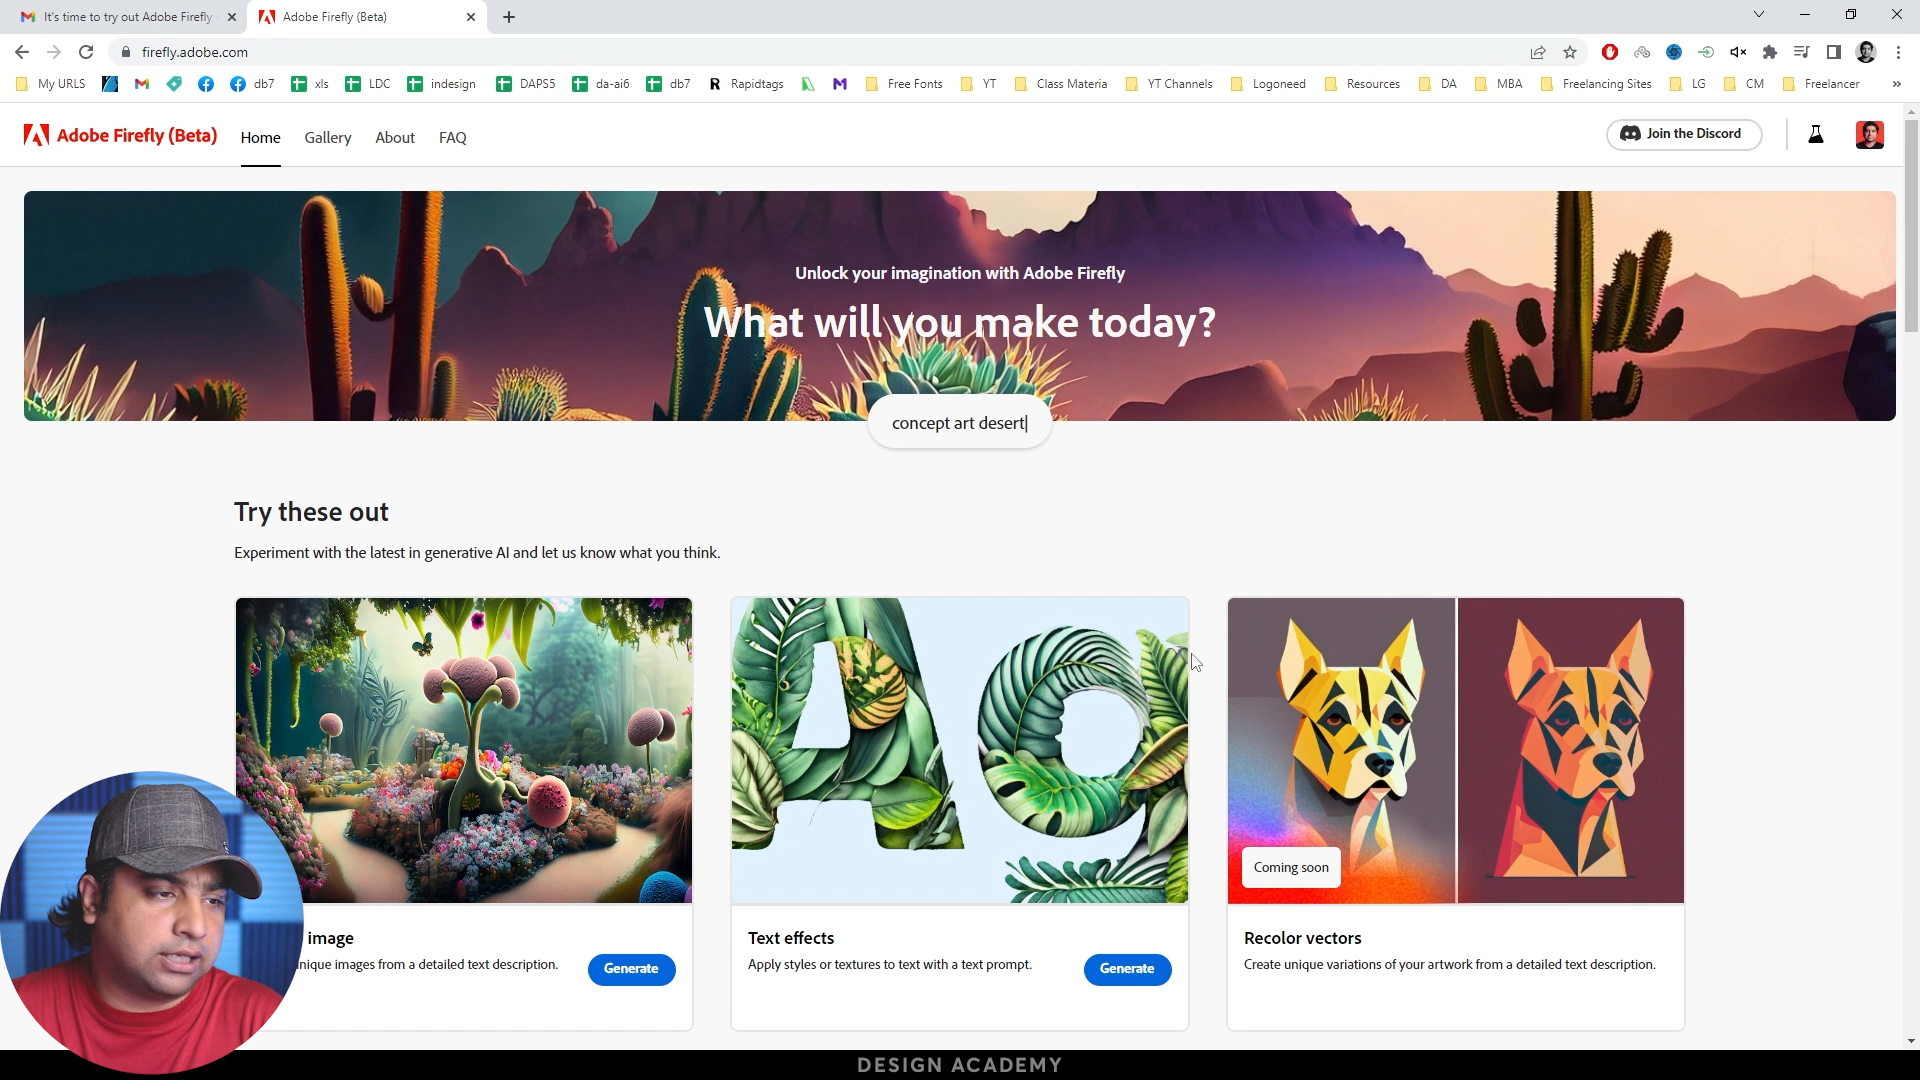 It's time to try out Adobe Firefly
Adobe Firefly (Beta)
firefly.adobe.com
My URLS
db7
xls
LDC
indesign
DAPS5
da-ai6
db7
Rapidtags
Free Fonts
YT
Class Materia
YT Channels
Logoneed
Resources
DA
MBA
Freelancing Sites
LG
CM
Freelancer
Adobe Firefly (Beta)
Home
Gallery
About
FAQ
Join the Discord
Unlock your imagination with Adobe Firefly
What will you make today?
concept art desert
Try these out
Experiment with the latest in generative AI and let us know what you think.
Ag
Coming soon
image
unique images from a detailed text description.
Generate
Text effects
Apply styles or textures to text with a text prompt.
Generate
Recolor vectors
Create unique variations of your artwork from a detailed text description.
DESIGN ACADEMY